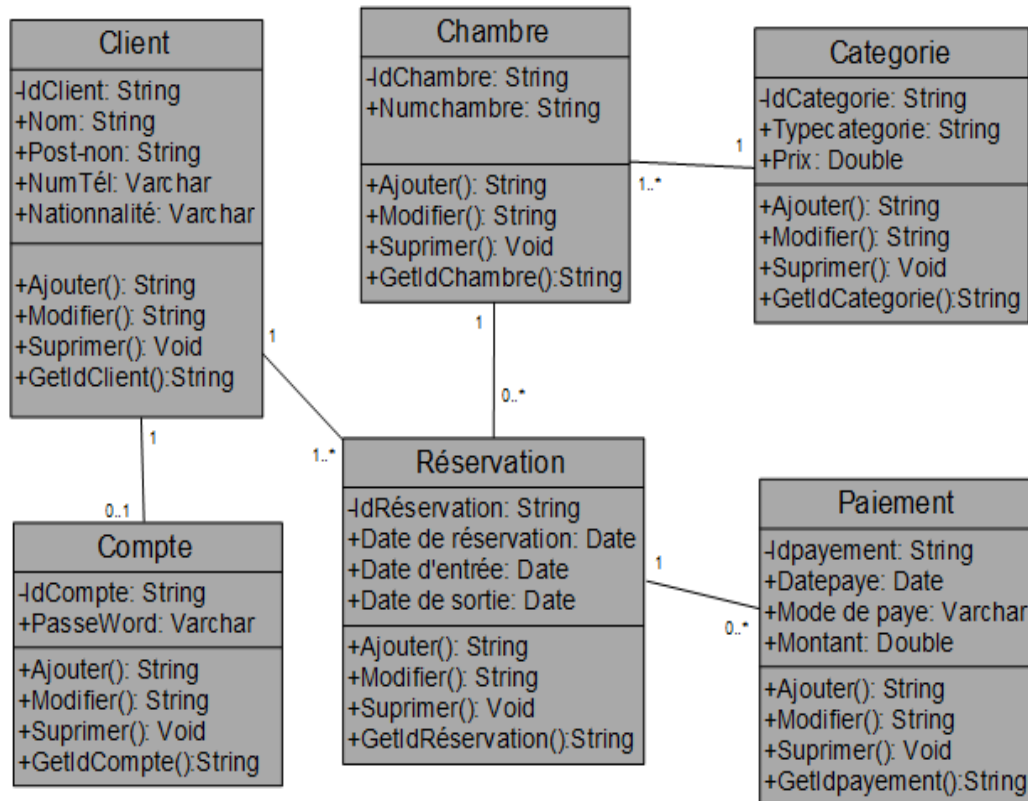 Client
-IdClient: String
+Nom: String
+Post-non: String
+NumTél: Varchar
+Nationnalité: Varchar
+Ajouter(): String
+Modifier(): String
+Suprimer(): Void
+GetIdClient():String
Chambre
-IdChambre: String
+Numchambre: String
+Ajouter(): String
+Modifier(): String
+Suprimer(): Void
+GetIdChambre():String
Categorie
-IdCategorie: String
+Typecategorie: String
+Prix: Double
+Ajouter(): String
+Modifier(): String
+Suprimer(): Void
+GetIdCategorie():String
1
1..*
1
0..*
1
1..*
1
0..1
Compte
-IdCompte: String
+PasseWord: Varchar
+Ajouter(): String
+Modifier(): String
+Suprimer(): Void
+GetIdCompte():String
Réservation
-IdRéservation: String
+Date de réservation: Date
+Date d'entrée: Date
+Date de sortie: Date
+Ajouter(): String
+Modifier(): String
+Suprimer(): Void
+GetIdRéservation():String
1
0..*
Paiement
-Idpayement: String
+Datepaye: Date
+Mode de paye: Varchar
+Montant: Double
+Ajouter(): String
+Modifier(): String
+Suprimer(): Void
+GetIdpayement():String